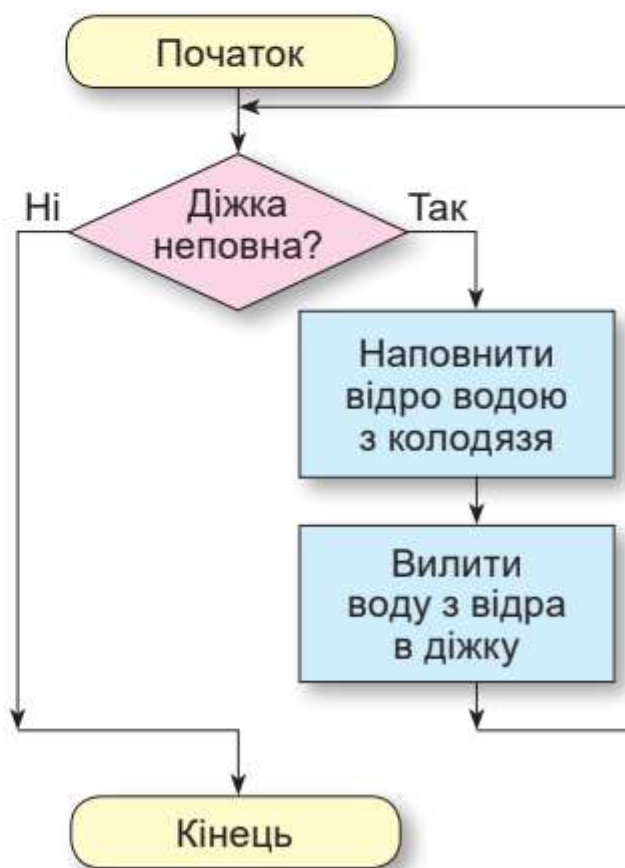 Початок
Ні
Діжка
неповна?
Так
Наповнити
відро водою
з колодязя
Вилити
воду з відра
в діжку
Кінець